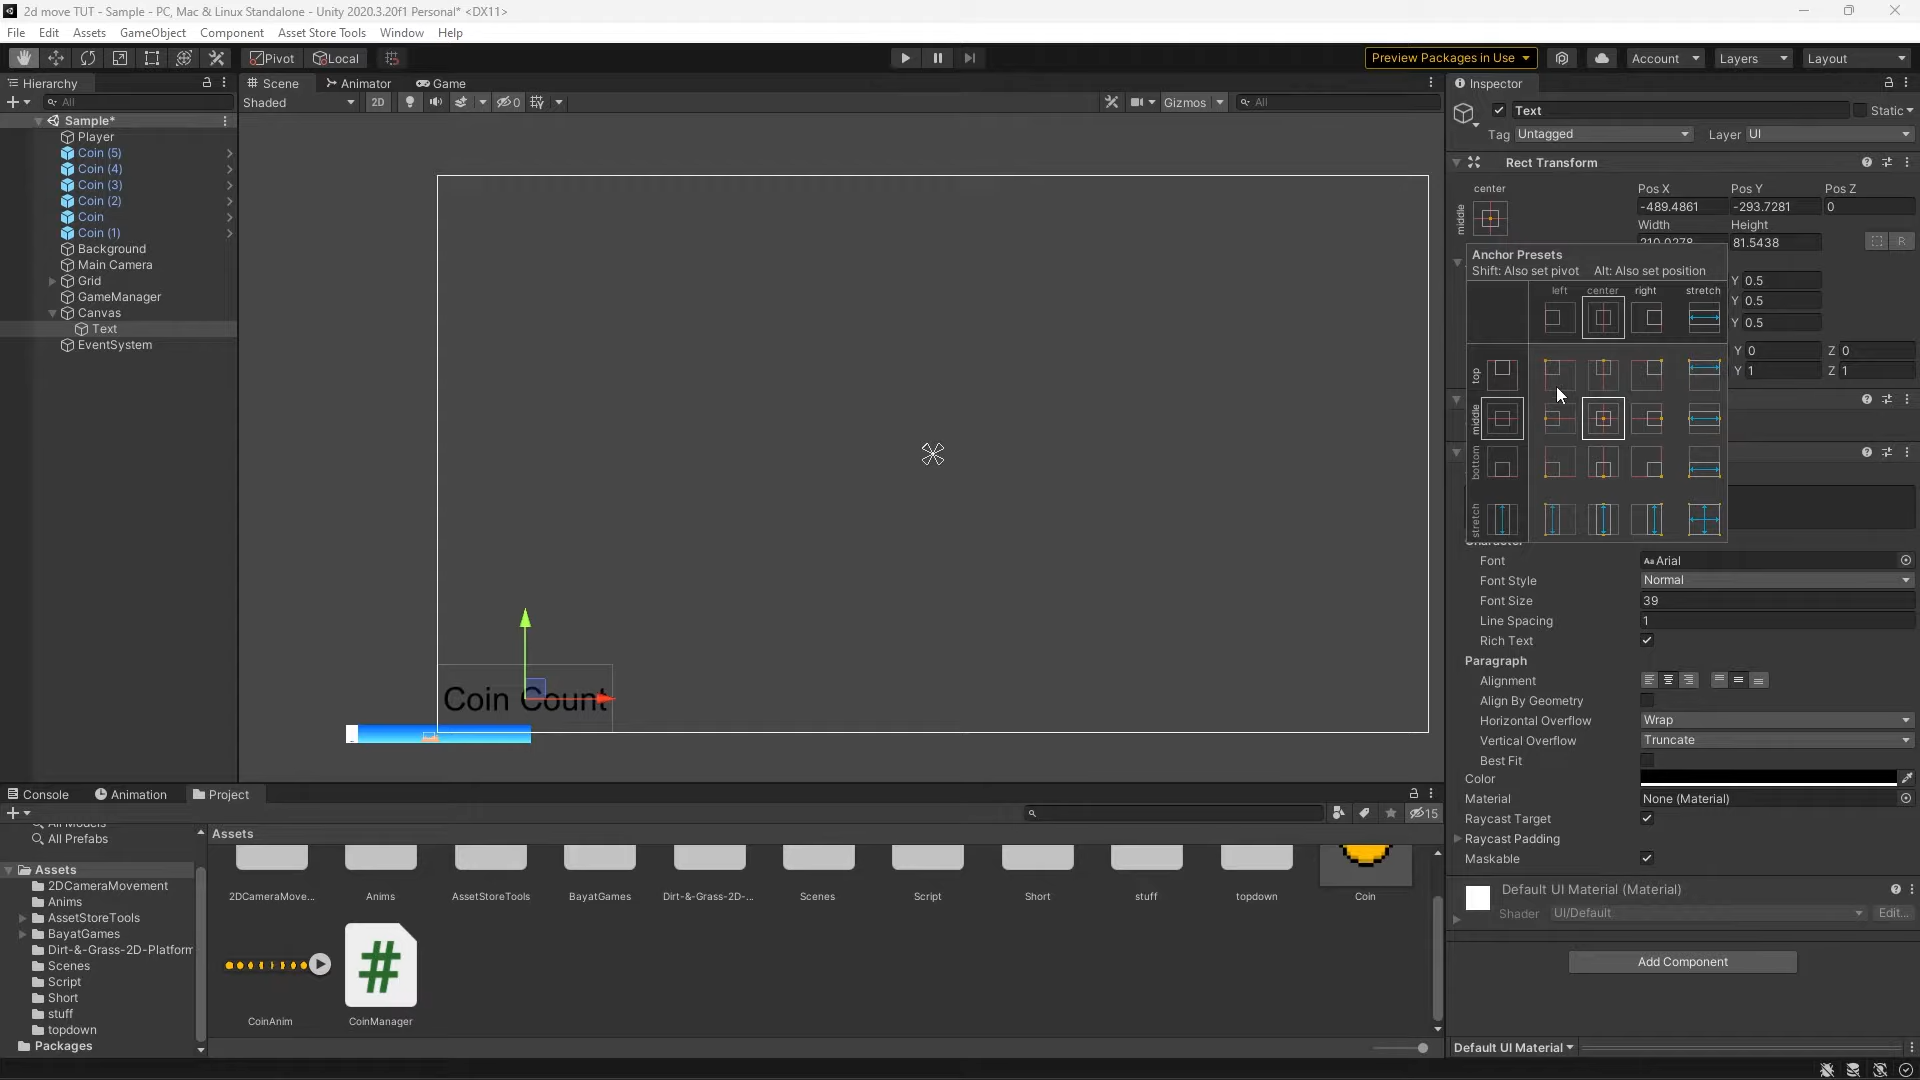 2d move TUT - Sample - PC, Mac & Linux Standalone - Unity 2020.3.20f1 Personal* <DX11>
File Edit Assets GameObject Component Asset Store Tools Window Help
Pivot Local Preview Packages in Use Account Layers Layout
Hierarchy
All
Sample*
Player
Coin (5)
Coin (4)
Coin (3)
Coin (2)
Coin
Coin (1)
Background
Main Camera
Grid
GameManager
Canvas
Text
EventSystem
Scene Animator Game
Shaded 2D 0 Gizmos All
Coin Count
Inspector
Text Static
Tag Untagged Layer UI
Rect Transform
center
middle
Pos X Pos Y Pos Z
-489.4861 -293.7281 0
Width Height
210.0278 81.5438 R
Anchor Presets
Shift: Also set pivot Alt: Also set position
left center right stretch
top
middle
bottom
stretch
Y 0.5
Y 0.5
Y 0.5
Y 0 Z 0
Y 1 Z 1
Character
Font Arial
Font Style Normal
Font Size 39
Line Spacing 1
Rich Text
Paragraph
Alignment
Align By Geometry
Horizontal Overflow Wrap
Vertical Overflow Truncate
Best Fit
Color
Material None (Material)
Raycast Target
Raycast Padding
Maskable
Default UI Material (Material)
Shader UI/Default Edit...
Add Component
Default UI Material
Console Animation Project
15
All Models
All Prefabs
Assets
2DCameraMovement
Anims
AssetStoreTools
BayatGames
Dirt-&-Grass-2D-Platform
Scenes
Script
Short
stuff
topdown
Packages
Assets
2DCameraMove... Anims AssetStoreTools BayatGames Dirt-&-Grass-2D-... Scenes Script Short stuff topdown Coin
CoinAnim CoinManager